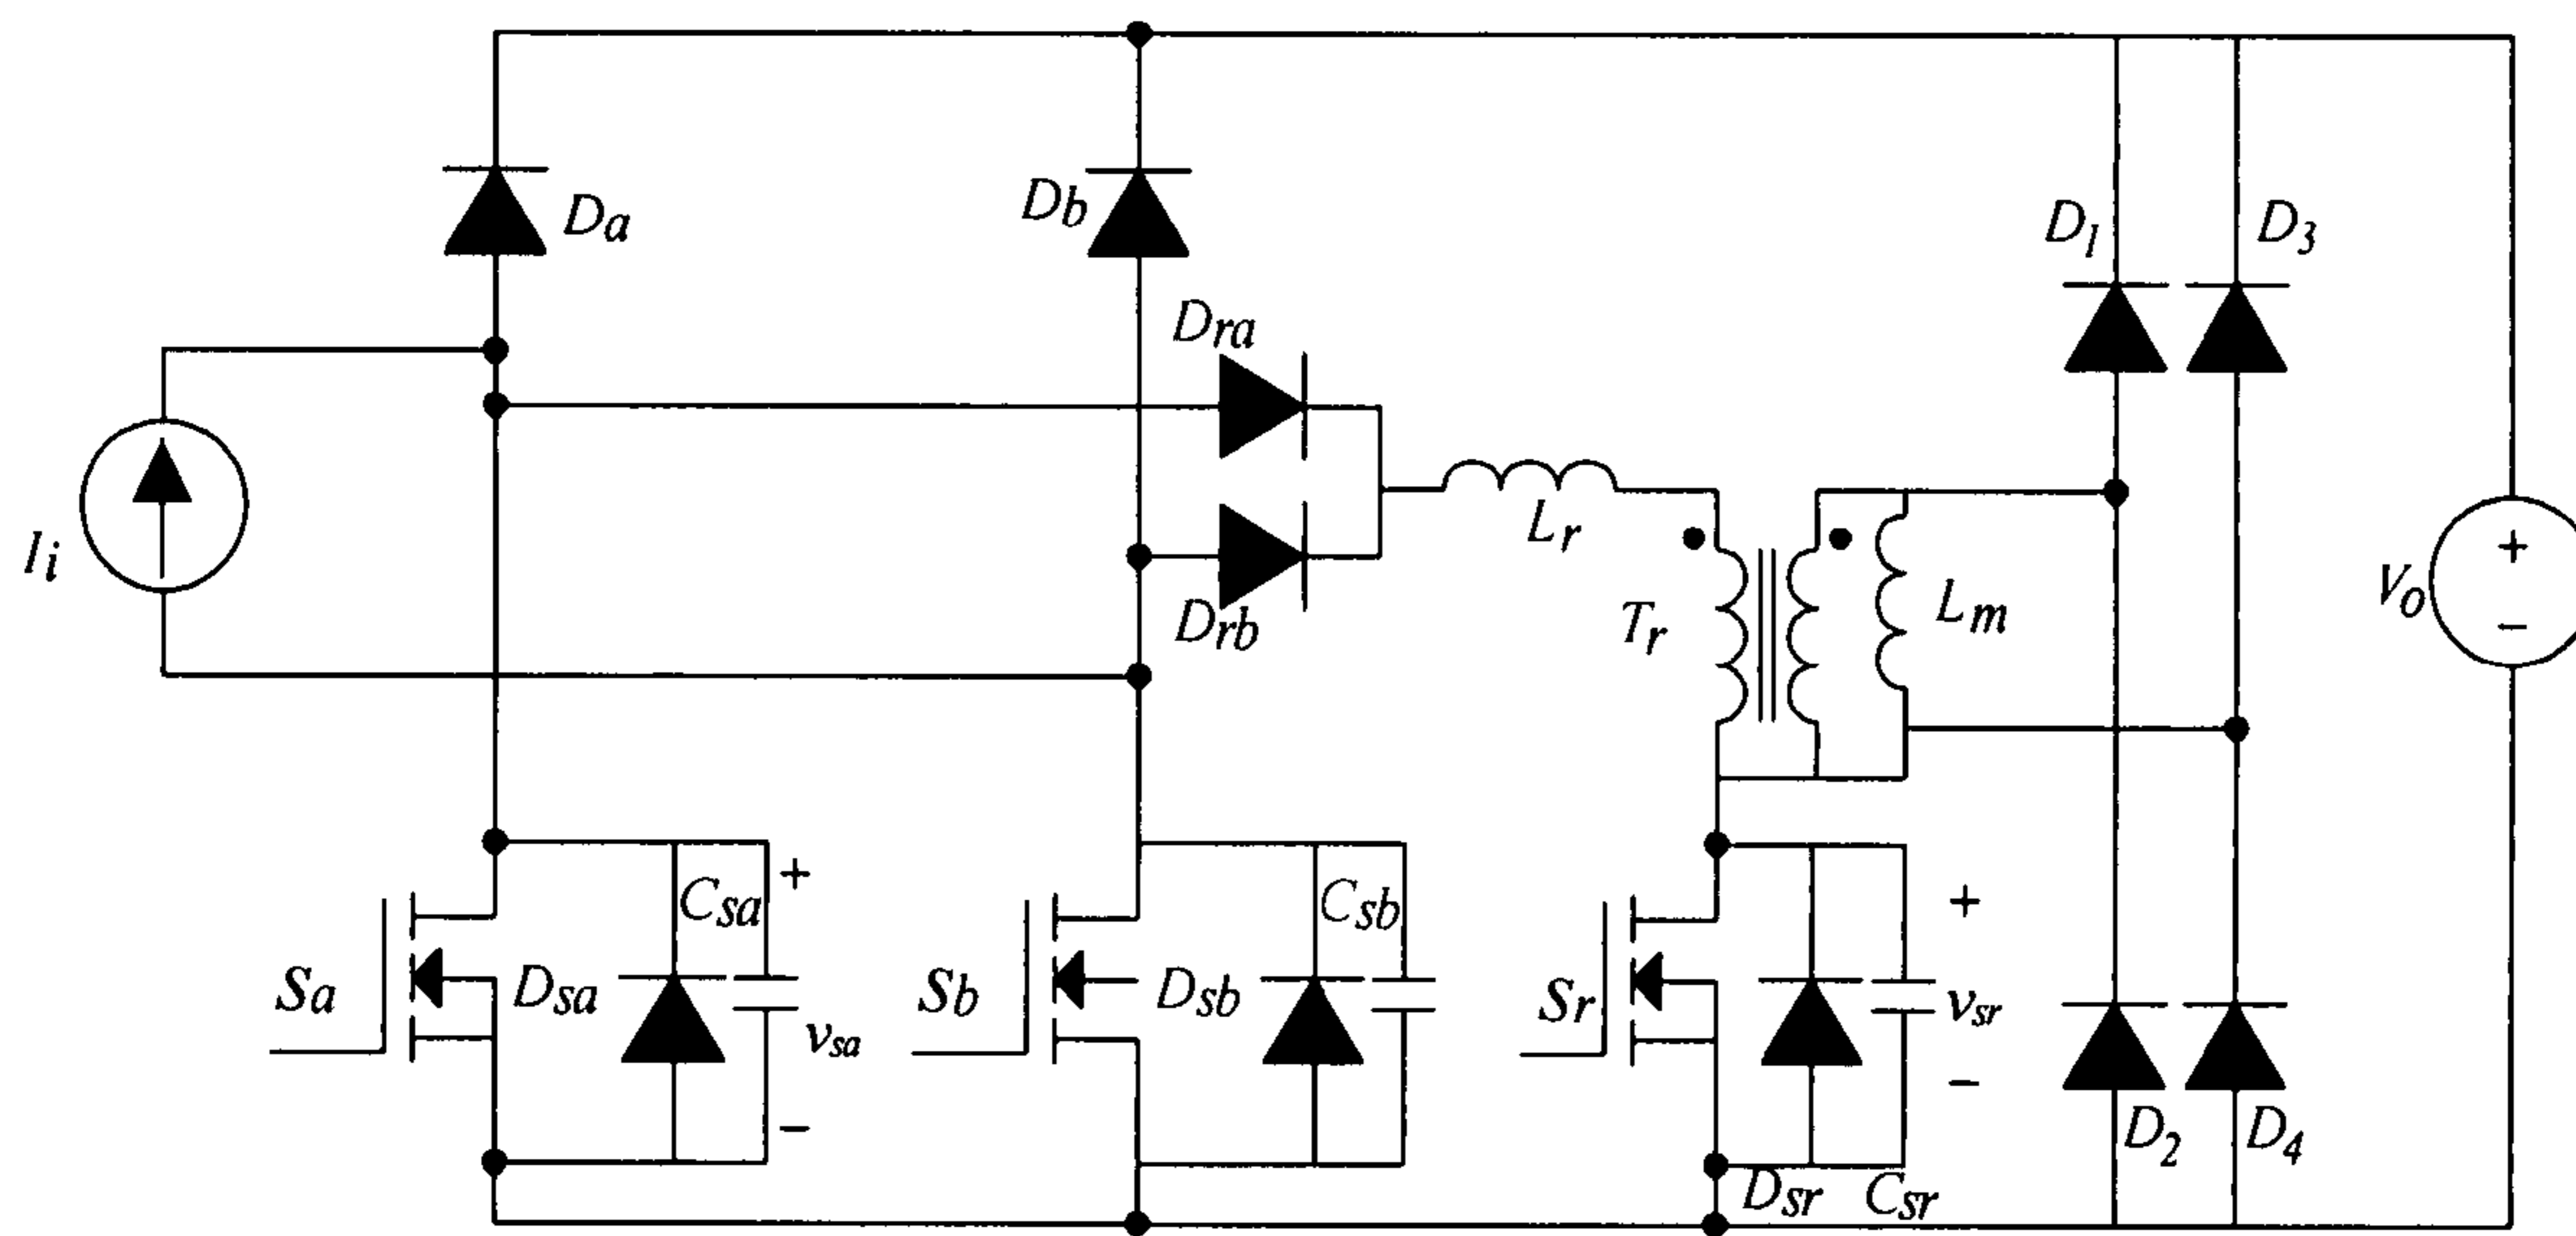 Da
Db
D1
D3
Dra
Ii
Lr
Drb
Tr
Lm
+
Vo
−
Sa
Dsa
Csa
+
vsa
−
Sb
Dsb
Csb
Sr
+
vsr
−
Dsr
Csr
D2
D4